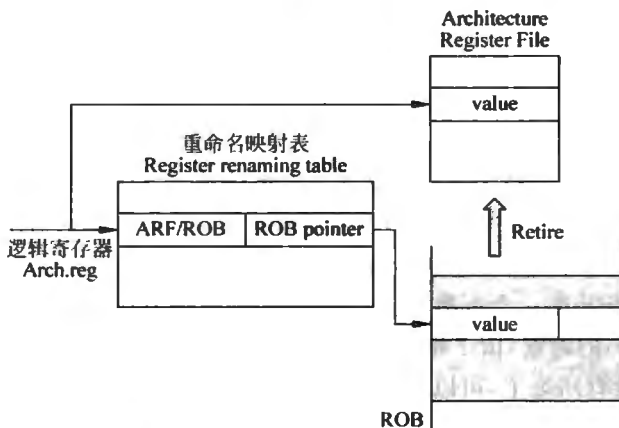 Architecture
Register File
value
重命名映射表
Register renaming table
ARF/ROB
ROB pointer
逻辑寄存器
Arch.reg
Retire
value
ROB